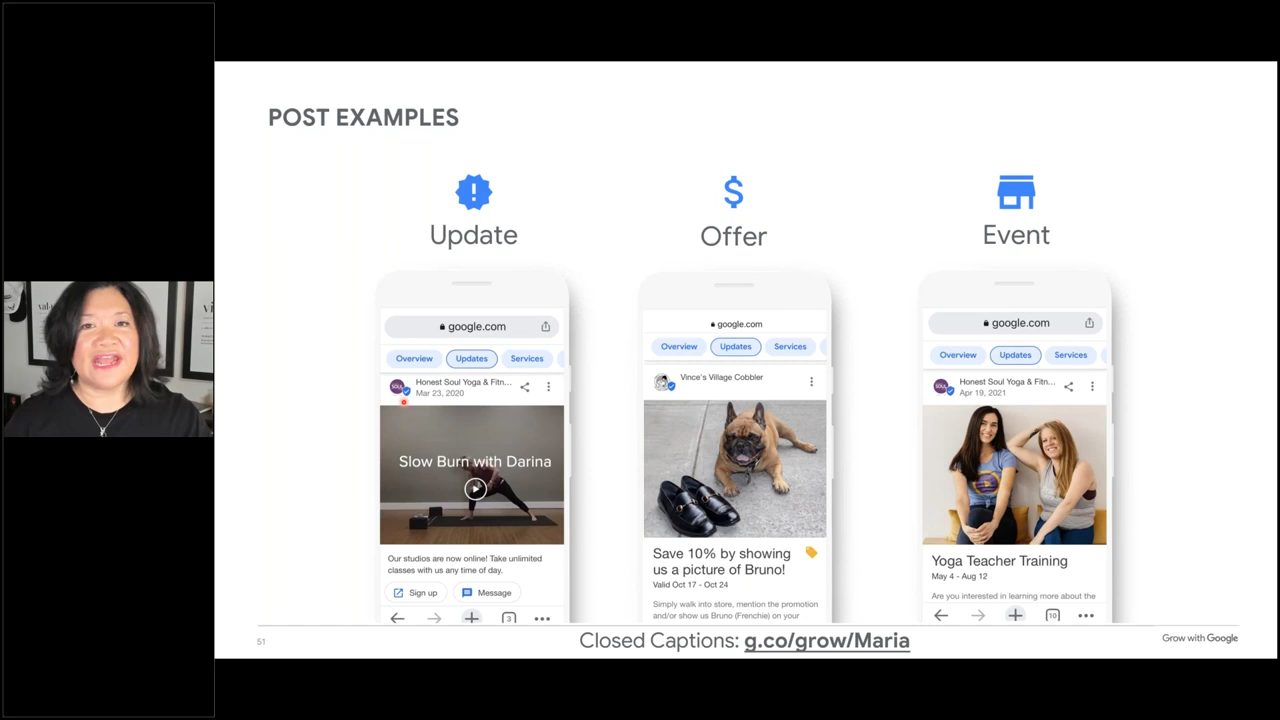 POST EXAMPLES
Update
Offer
Event
google.com
Overview
Updates
Services
Honest Soul Yoga & Fitn...
Mar 23, 2020
Slow Burn with Darina
Our studios are now online! Take unlimited
classes with us any time of day.
Sign up
Message
3
google.com
Overview
Updates
Services
Vince's Village Cobbler
Save 10% by showing
us a picture of Bruno!
Valid Oct 17 - Oct 24
Simply walk into store, mention the promotion
and/or show us Bruno (Frenchie) on your
google.com
Overview
Updates
Services
Honest Soul Yoga & Fitn...
Apr 19, 2021
Yoga Teacher Training
May 4 - Aug 12
Are you interested in learning more about the
10
51
Closed Captions: g.co/grow/Maria
Grow with Google